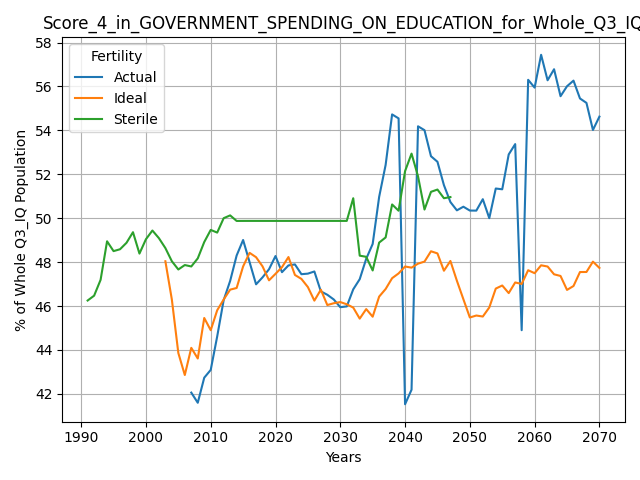 Score_4_in_GOVERNMENT_SPENDING_ON_EDUCATION_for_Whole_Q3_IQ
Fertility
Actual
Ideal
Sterile
% of Whole Q3_IQ Population
58
56
54
52
50
48
46
44
42
1990 2000 2010 2020 2030 2040 2050 2060 2070
Years